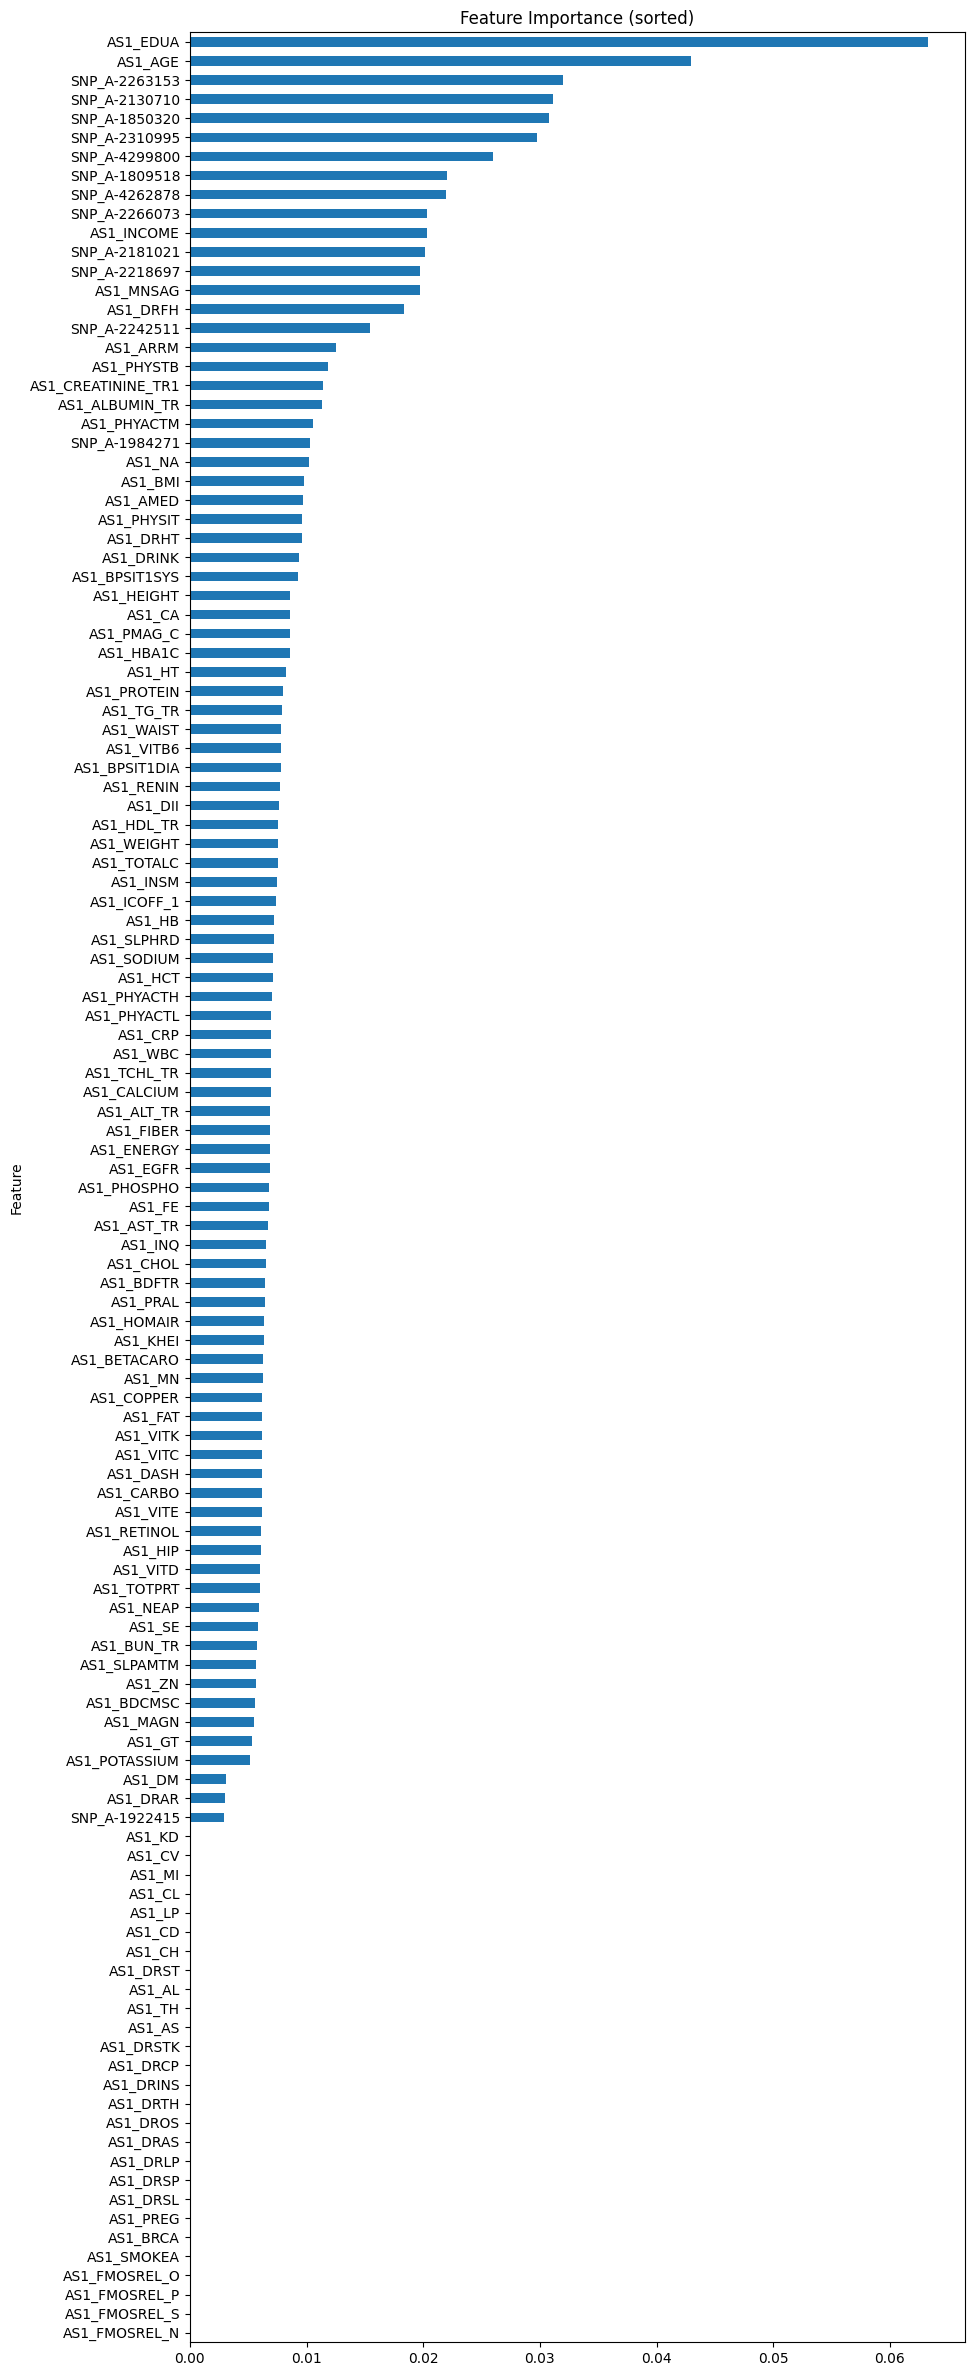 Feature Importance (sorted)
AS1_EDUA
AS1_AGE
SNP_A-2263153
SNP_A-2130710
SNP_A-1850320
SNP_A-2310995
SNP_A-4299800
SNP_A-1809518
SNP_A-4262878
SNP_A-2266073
AS1_INCOME
SNP_A-2181021
SNP_A-2218697
AS1_MNSAG
AS1_DRFH
SNP_A-2242511
AS1_ARRM
AS1_PHYSTB
AS1_CREATININE_TR1
AS1_ALBUMIN_TR
AS1_PHYACTM
SNP_A-1984271
AS1_NA
AS1_BMI
AS1_AMED
AS1_PHYSIT
AS1_DRHT
AS1_DRINK
AS1_BPSIT1SYS
AS1_HEIGHT
AS1_CA
AS1_PMAG_C
AS1_HBA1C
AS1_HT
AS1_PROTEIN
AS1_TG_TR
AS1_WAIST
AS1_VITB6
AS1_BPSIT1DIA
AS1_RENIN
AS1_DII
AS1_HDL_TR
AS1_WEIGHT
AS1_TOTALC
AS1_INSM
AS1_ICOFF_1
AS1_HB
AS1_SLPHRD
AS1_SODIUM
AS1_HCT
AS1_PHYACTH
AS1_PHYACTL
AS1_CRP
AS1_WBC
AS1_TCHL_TR
AS1_CALCIUM
AS1_ALT_TR
AS1_FIBER
AS1_ENERGY
AS1_EGFR
AS1_PHOSPHO
AS1_FE
AS1_AST_TR
AS1_INQ
AS1_CHOL
AS1_BDFTR
AS1_PRAL
AS1_HOMAIR
AS1_KHEI
AS1_BETACARO
AS1_MN
AS1_COPPER
AS1_FAT
AS1_VITK
AS1_VITC
AS1_DASH
AS1_CARBO
AS1_VITE
AS1_RETINOL
AS1_HIP
AS1_VITD
AS1_TOTPRT
AS1_NEAP
AS1_SE
AS1_BUN_TR
AS1_SLPAMTM
AS1_ZN
AS1_BDCMSC
AS1_MAGN
AS1_GT
AS1_POTASSIUM
AS1_DM
AS1_DRAR
SNP_A-1922415
AS1_KD
AS1_CV
AS1_MI
AS1_CL
AS1_LP
AS1_CD
AS1_CH
AS1_DRST
AS1_AL
AS1_TH
AS1_AS
AS1_DRSTK
AS1_DRCP
AS1_DRINS
AS1_DRTH
AS1_DROS
AS1_DRAS
AS1_DRLP
AS1_DRSP
AS1_DRSL
AS1_PREG
AS1_BRCA
AS1_SMOKEA
AS1_FMOSREL_O
AS1_FMOSREL_P
AS1_FMOSREL_S
AS1_FMOSREL_N
Feature
0.00 0.01 0.02 0.03 0.04 0.05 0.06